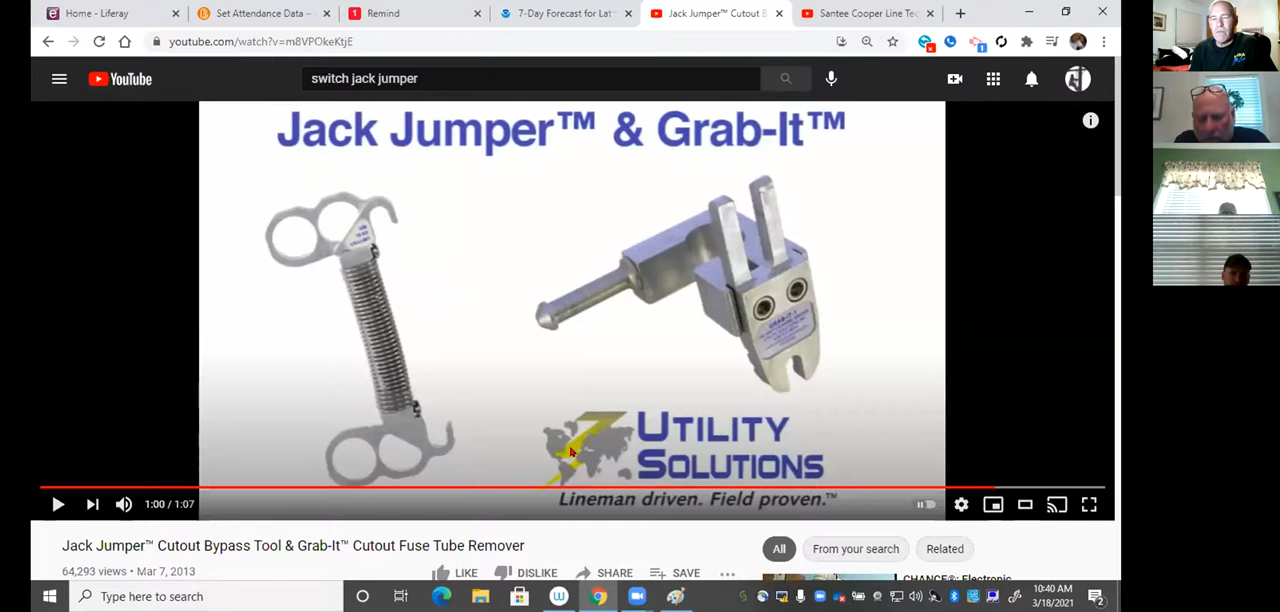 Home - Liferay
Set Attendance Data –
Remind
7-Day Forecast for Lat
Jack Jumper™ Cutout B
Santee Cooper Line Tec
youtube.com/watch?v=m8VPOkeKtjE
YouTube
switch jack jumper
Jack Jumper™ & Grab-It™
GRAB-IT
UTILITY
SOLUTIONS
Lineman driven. Field proven.™
1:00 / 1:07
Jack Jumper™ Cutout Bypass Tool & Grab-It™ Cutout Fuse Tube Remover
All
From your search
Related
64,293 views • Mar 7, 2013
LIKE
DISLIKE
SHARE
SAVE
CHANCE®: Electronic
Type here to search
10:40 AM
3/18/2021